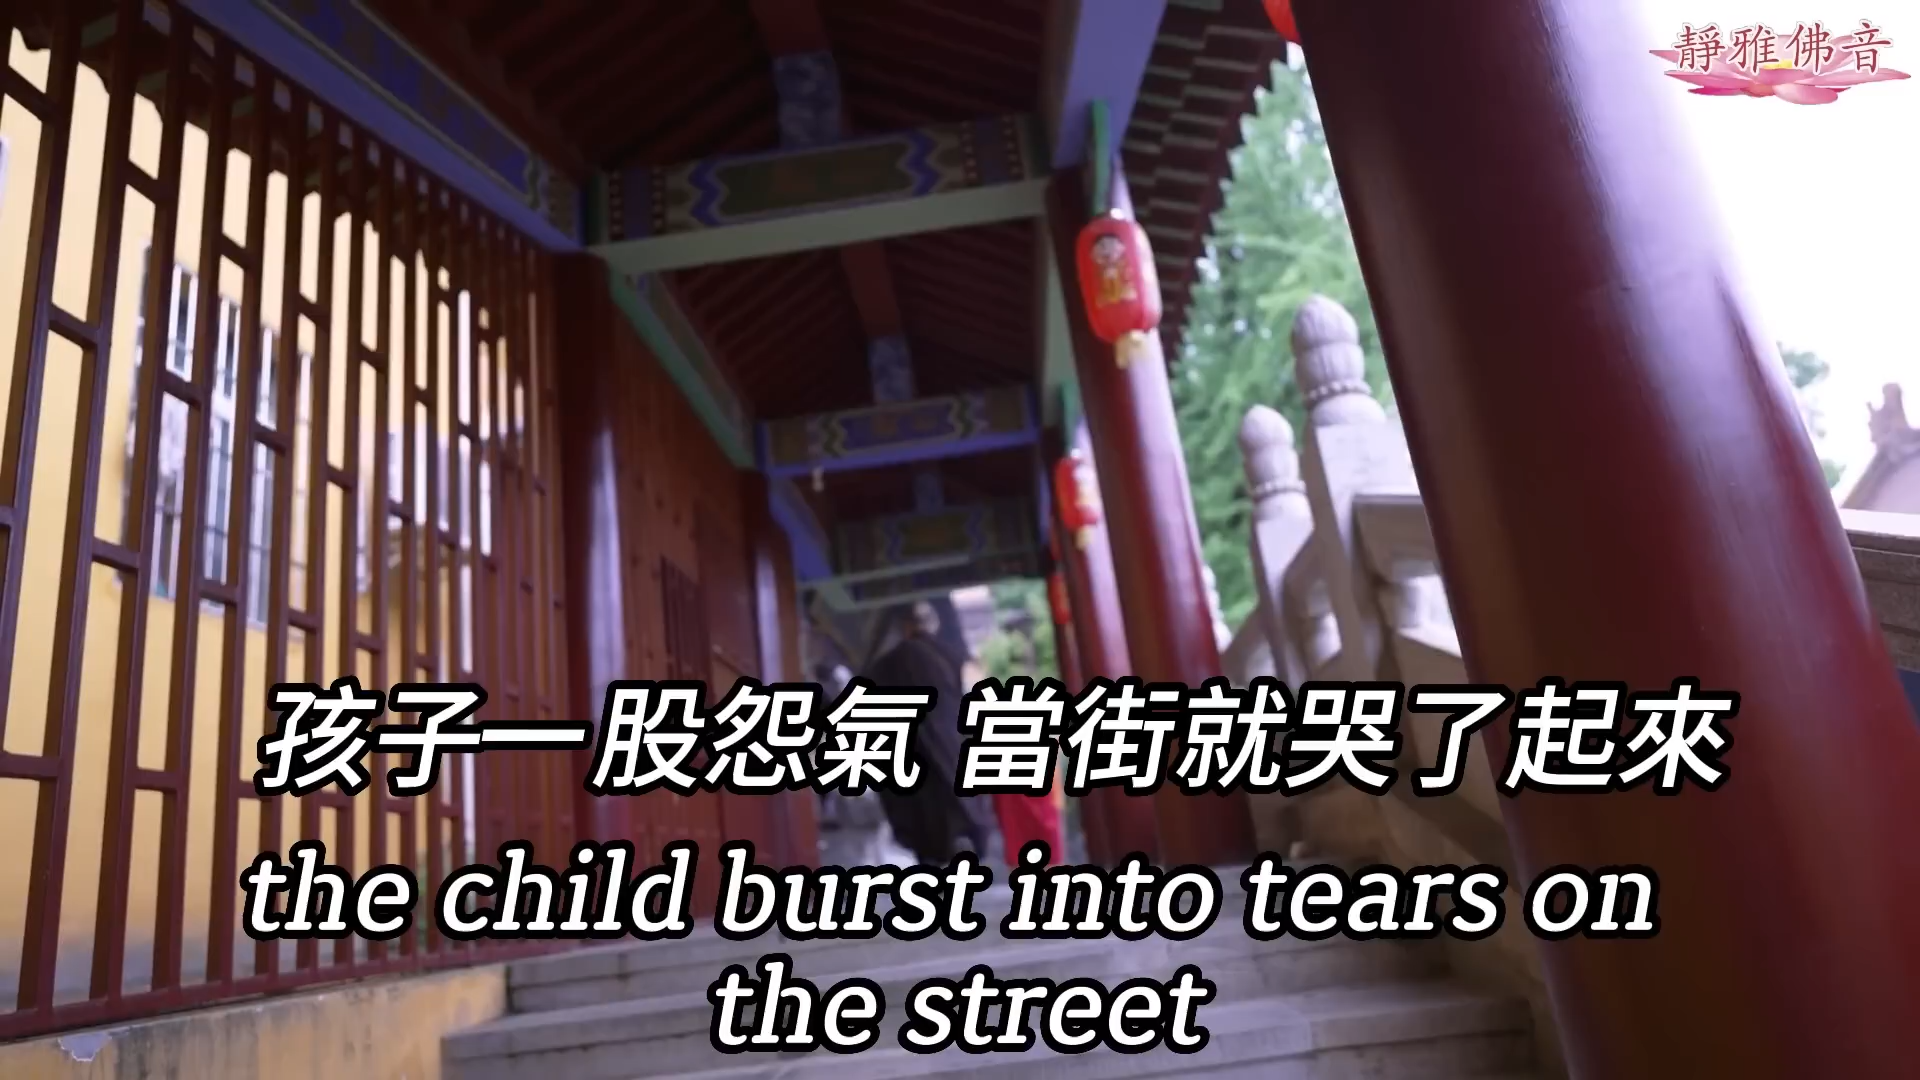 靜雅佛音
孩子一股怨氣 當街就哭了起來
the child burst into tears on
the street